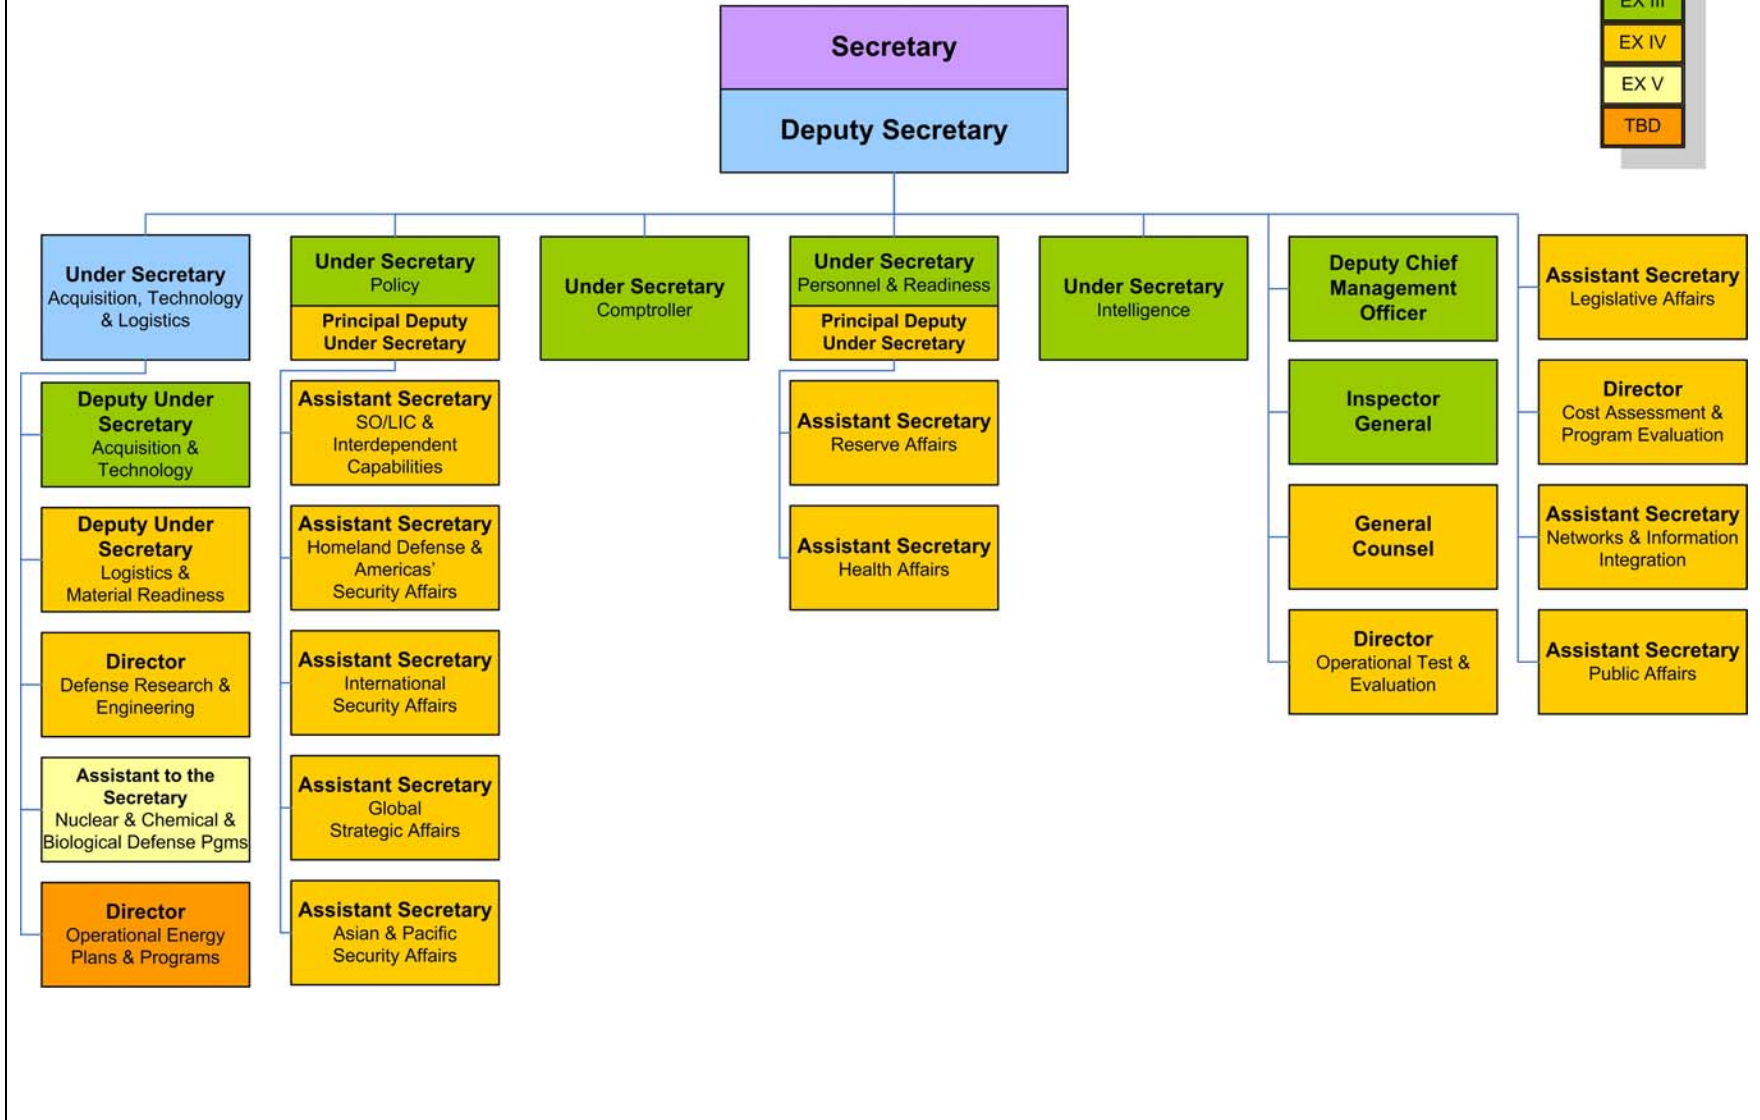 EX III
EX IV
EX V
TBD
Secretary
Deputy Secretary
Under Secretary
Acquisition, Technology
& Logistics
Deputy Under
Secretary
Acquisition &
Technology
Deputy Under
Secretary
Logistics &
Material Readiness
Director
Defense Research &
Engineering
Assistant to the
Secretary
Nuclear & Chemical &
Biological Defense Pgms
Director
Operational Energy
Plans & Programs
Under Secretary
Policy
Principal Deputy
Under Secretary
Assistant Secretary
SO/LIC &
Interdependent
Capabilities
Assistant Secretary
Homeland Defense &
Americas'
Security Affairs
Assistant Secretary
International
Security Affairs
Assistant Secretary
Global
Strategic Affairs
Assistant Secretary
Asian & Pacific
Security Affairs
Under Secretary
Comptroller
Under Secretary
Personnel & Readiness
Principal Deputy
Under Secretary
Assistant Secretary
Reserve Affairs
Assistant Secretary
Health Affairs
Under Secretary
Intelligence
Deputy Chief
Management
Officer
Inspector
General
General
Counsel
Director
Operational Test &
Evaluation
Assistant Secretary
Legislative Affairs
Director
Cost Assessment &
Program Evaluation
Assistant Secretary
Networks & Information
Integration
Assistant Secretary
Public Affairs